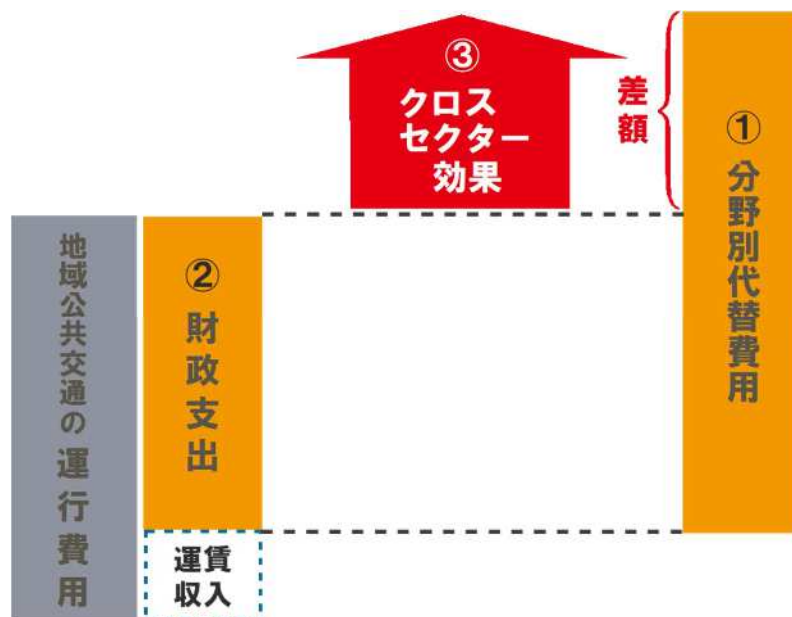 地域公共交通の運行費用
②財政支出
運賃
収入
③
クロス
セクター
効果
差額
①分野別代替費用